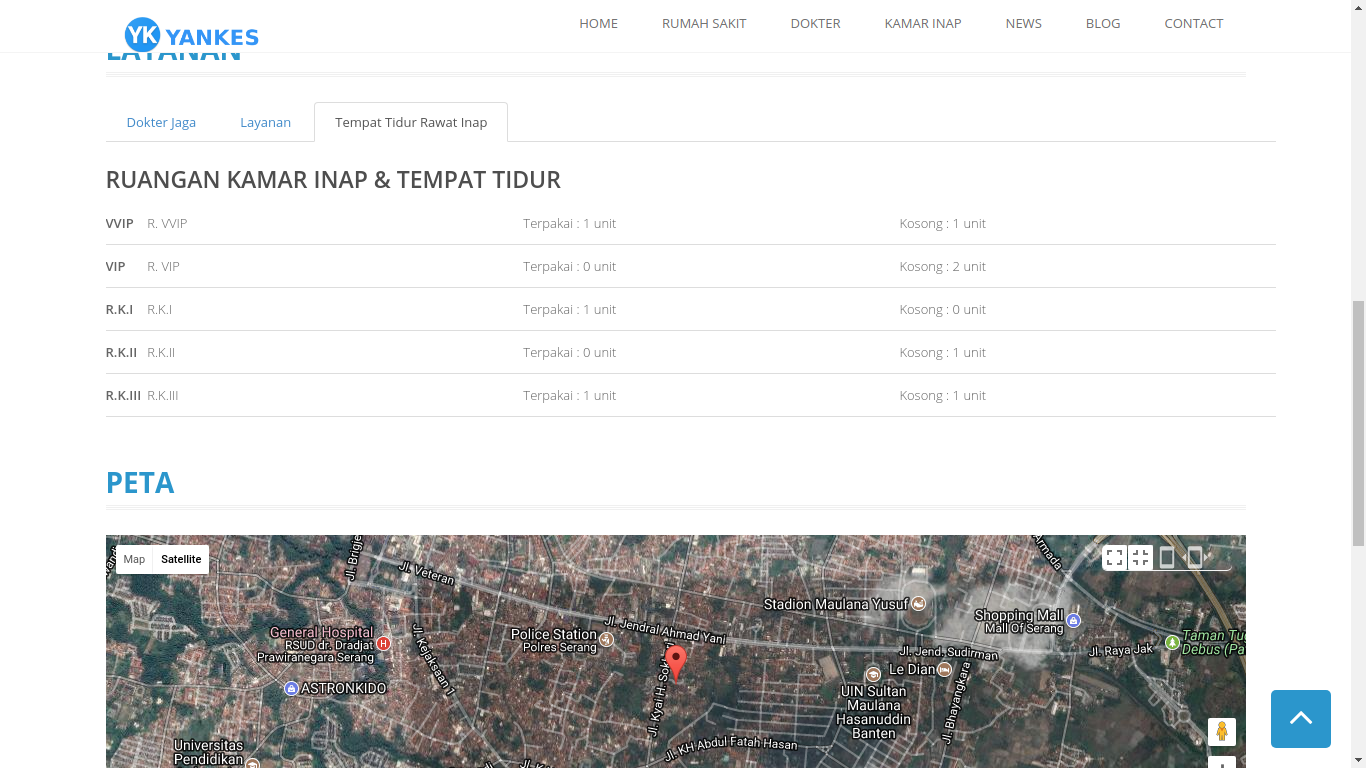 YK YANKES
HOME RUMAH SAKIT DOKTER KAMAR INAP NEWS BLOG CONTACT
LAYANAN
Dokter Jaga Layanan Tempat Tidur Rawat Inap
RUANGAN KAMAR INAP & TEMPAT TIDUR
VVIP R. VVIP Terpakai : 1 unit Kosong : 1 unit
VIP R. VIP Terpakai : 0 unit Kosong : 2 unit
R.K.I R.K.I Terpakai : 1 unit Kosong : 0 unit
R.K.II R.K.II Terpakai : 0 unit Kosong : 1 unit
R.K.III R.K.III Terpakai : 1 unit Kosong : 1 unit
PETA
Map Satellite
Jl. Brigje
Jl. Veteran
Armada
Stadion Maulana Yusuf
Shopping Mall
Mall Of Serang
General Hospital
RSUD dr. Dradjat
Prawiranegara Serang
H
Jl. Kejaksaan 1
Police Station
Polres Serang
Jl. Jendral Ahmad Yani
Jl. Kyai H. Sok
Jl. Jend. Sudirman
Jl. Raya Jak
Taman Tu
Debus (Pa
Le Dian
ASTRONKIDO
UIN Sultan
Maulana
Hasanuddin
Banten
Jl. Bhayangkara
Jl. KH Abdul Fatah Hasan
Universitas
Pendidikan